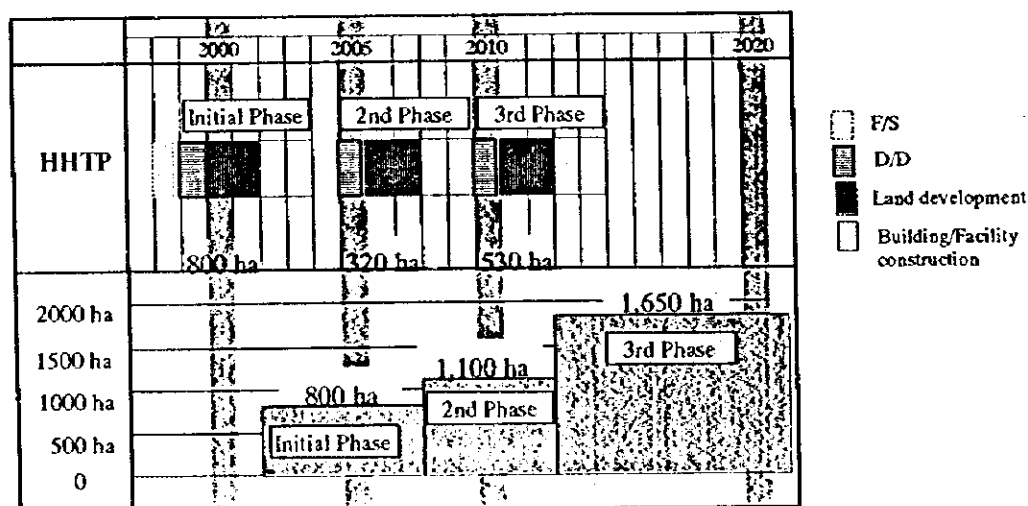 2000 2005 2010 2020
Initial Phase 2nd Phase 3rd Phase
HHTP
800 ha 320 ha 530 ha
F/S
D/D
Land development
Building/Facility
construction
1,650 ha
2000 ha
3rd Phase
1500 ha
1,100 ha
1000 ha
800 ha
2nd Phase
500 ha
Initial Phase
0